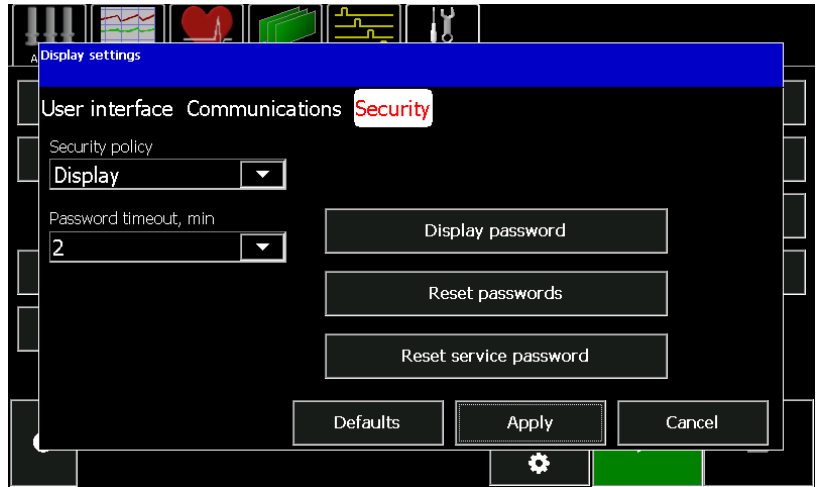 A
Display settings
User interface Communications Security
Security policy
Display
Password timeout, min
2
Display password
Reset passwords
Reset service password
Defaults Apply Cancel